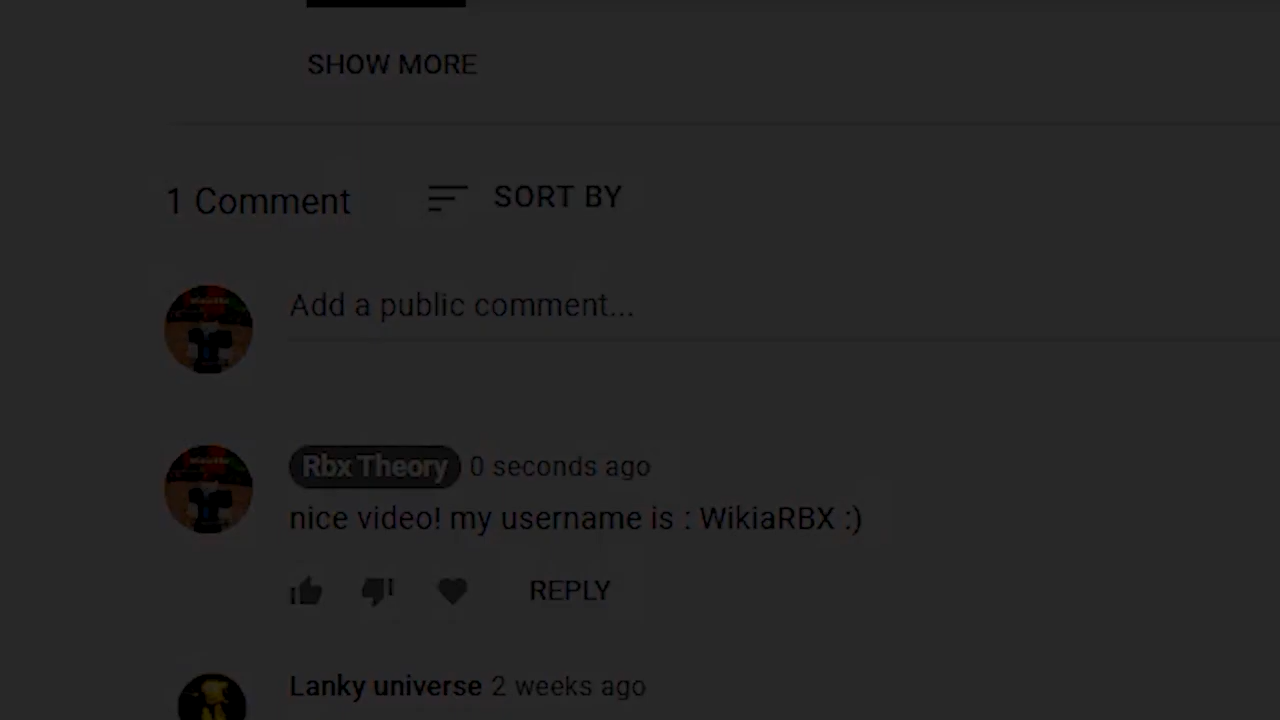 SHOW MORE
1 Comment SORT BY
Add a public comment...
Rbx Theory 0 seconds ago
nice video! my username is : WikiaRBX :)
REPLY
Lanky universe 2 weeks ago